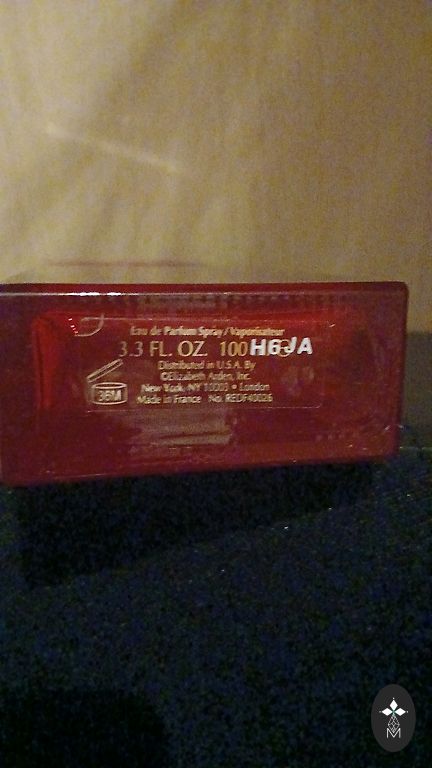 Eau de Parfum Spray / Vaporisateur
3.3 FL. OZ. 100 H6JA
Distributed in U.S.A. By
©Elizabeth Arden, Inc.
New York, NY 10003 • London
Made in France No. REDF40026
36M
M